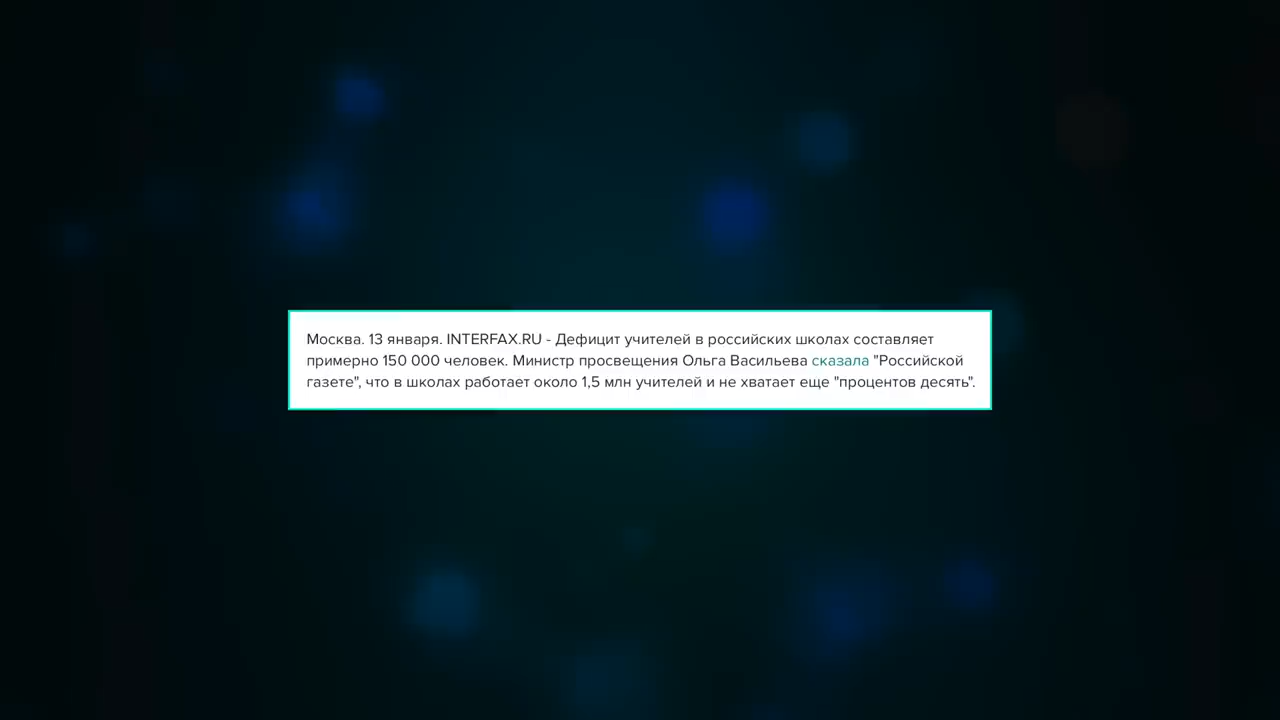 Москва. 13 января. INTERFAX.RU - Дефицит учителей в российских школах составляет
примерно 150 000 человек. Министр просвещения Ольга Васильева сказала "Российской
газете", что в школах работает около 1,5 млн учителей и не хватает еще "процентов десять".